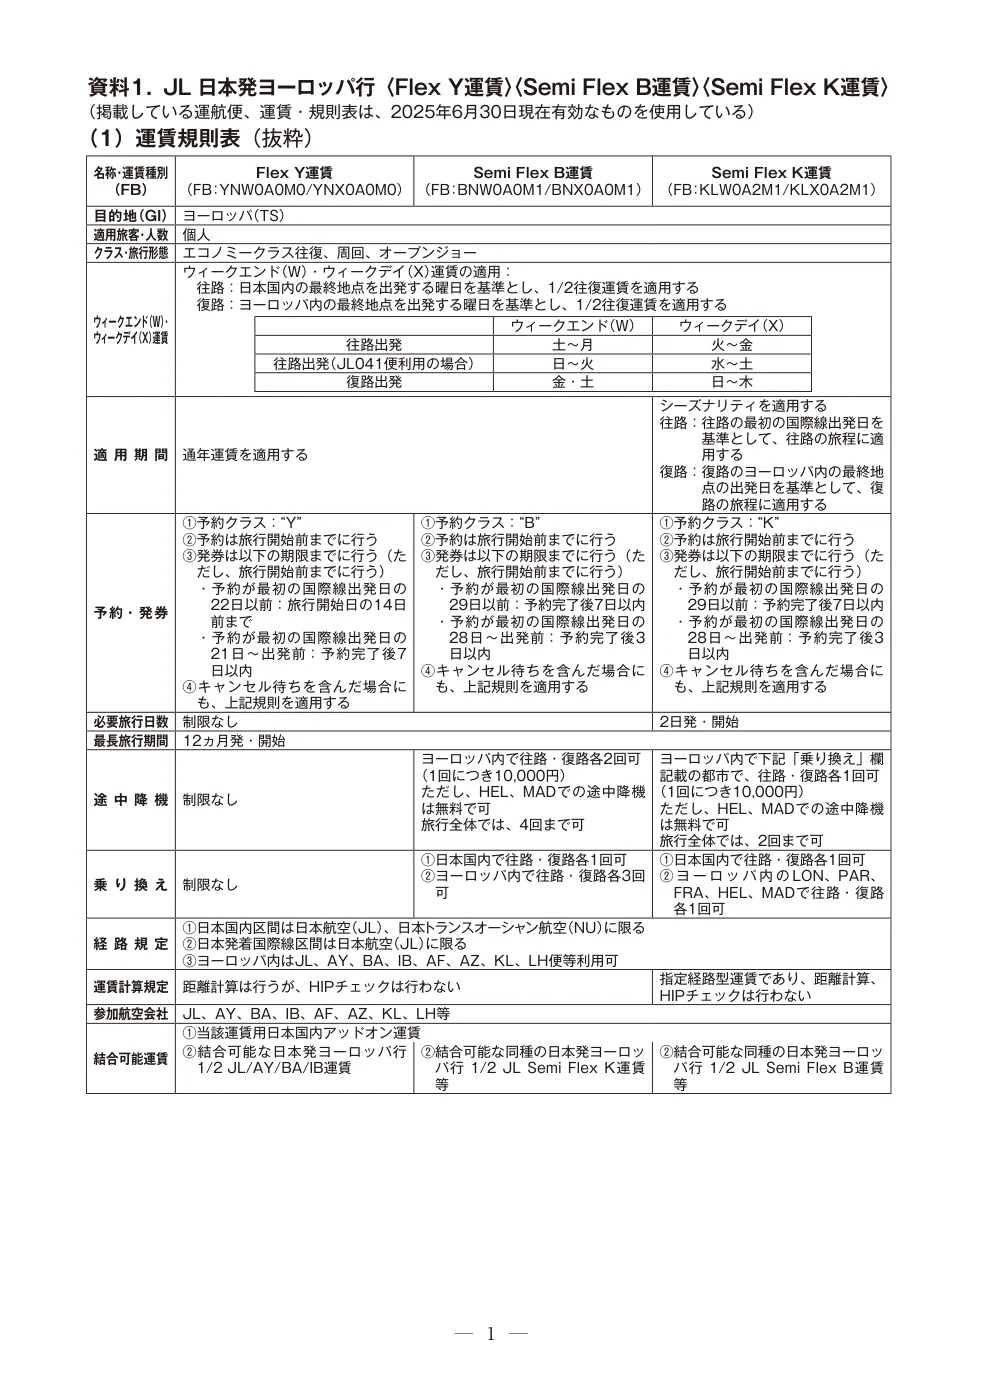 資料1. JL 日本発ヨーロッパ行〈Flex Y運賃〉〈Semi Flex B運賃〉〈Semi Flex K運賃〉
（掲載している運航便、運賃・規則表は、2025年6月30日現在有効なものを使用している）
（1）運賃規則表（抜粋）
名称・運賃種別
（FB）
Flex Y運賃
（FB：YNW0A0M0/YNX0A0M0）
Semi Flex B運賃
（FB：BNW0A0M1/BNX0A0M1）
Semi Flex K運賃
（FB：KLW0A2M1/KLX0A2M1）
目的地（GI）
ヨーロッパ（TS）
適用旅客・人数
個人
クラス・旅行形態
エコノミークラス往復、周回、オープンジョー
ウィークエンド（W）・
ウィークデイ（X）運賃
ウィークエンド（W）・ウィークデイ（X）運賃の適用：
往路：日本国内の最終地点を出発する曜日を基準とし、1/2往復運賃を適用する
復路：ヨーロッパ内の最終地点を出発する曜日を基準とし、1/2往復運賃を適用する
ウィークエンド（W）
ウィークデイ（X）
往路出発
土～月
火～金
往路出発（JL041便利用の場合）
日～火
水～土
復路出発
金・土
日～木
適用期間
通年運賃を適用する
シーズナリティを適用する
往路：往路の最初の国際線出発日を
基準として、往路の旅程に適
用する
復路：復路のヨーロッパ内の最終地
点の出発日を基準として、復
路の旅程に適用する
予約・発券
①予約クラス：“Y”
②予約は旅行開始前までに行う
③発券は以下の期限までに行う（た
だし、旅行開始前までに行う）
・予約が最初の国際線出発日の
22日以前：旅行開始日の14日
前まで
・予約が最初の国際線出発日の
21日～出発前：予約完了後7
日以内
④キャンセル待ちを含んだ場合に
も、上記規則を適用する
①予約クラス：“B”
②予約は旅行開始前までに行う
③発券は以下の期限までに行う（た
だし、旅行開始前までに行う）
・予約が最初の国際線出発日の
29日以前：予約完了後7日以内
・予約が最初の国際線出発日の
28日～出発前：予約完了後3
日以内
④キャンセル待ちを含んだ場合に
も、上記規則を適用する
①予約クラス：“K”
②予約は旅行開始前までに行う
③発券は以下の期限までに行う（た
だし、旅行開始前までに行う）
・予約が最初の国際線出発日の
29日以前：予約完了後7日以内
・予約が最初の国際線出発日の
28日～出発前：予約完了後3
日以内
④キャンセル待ちを含んだ場合に
も、上記規則を適用する
必要旅行日数
制限なし
2日発・開始
最長旅行期間
12ヵ月発・開始
途中降機
制限なし
ヨーロッパ内で往路・復路各2回可
（1回につき10,000円）
ただし、HEL、MADでの途中降機
は無料で可
旅行全体では、4回まで可
ヨーロッパ内で下記「乗り換え」欄
記載の都市で、往路・復路各1回可
（1回につき10,000円）
ただし、HEL、MADでの途中降機
は無料で可
旅行全体では、2回まで可
乗り換え
制限なし
①日本国内で往路・復路各1回可
②ヨーロッパ内で往路・復路各3回
可
①日本国内で往路・復路各1回可
②ヨーロッパ内のLON、PAR、
FRA、HEL、MADで往路・復路
各1回可
経路規定
①日本国内区間は日本航空（JL）、日本トランスオーシャン航空（NU）に限る
②日本発着国際線区間は日本航空（JL）に限る
③ヨーロッパ内はJL、AY、BA、IB、AF、AZ、KL、LH便等利用可
運賃計算規定
距離計算は行うが、HIPチェックは行わない
指定経路型運賃であり、距離計算、
HIPチェックは行わない
参加航空会社
JL、AY、BA、IB、AF、AZ、KL、LH等
結合可能運賃
①当該運賃用日本国内アッドオン運賃
②結合可能な日本発ヨーロッパ行
1/2 JL/AY/BA/IB運賃
②結合可能な同種の日本発ヨーロッ
パ行 1/2 JL Semi Flex K運賃
等
②結合可能な同種の日本発ヨーロッ
パ行 1/2 JL Semi Flex B運賃
等
― 1 ―